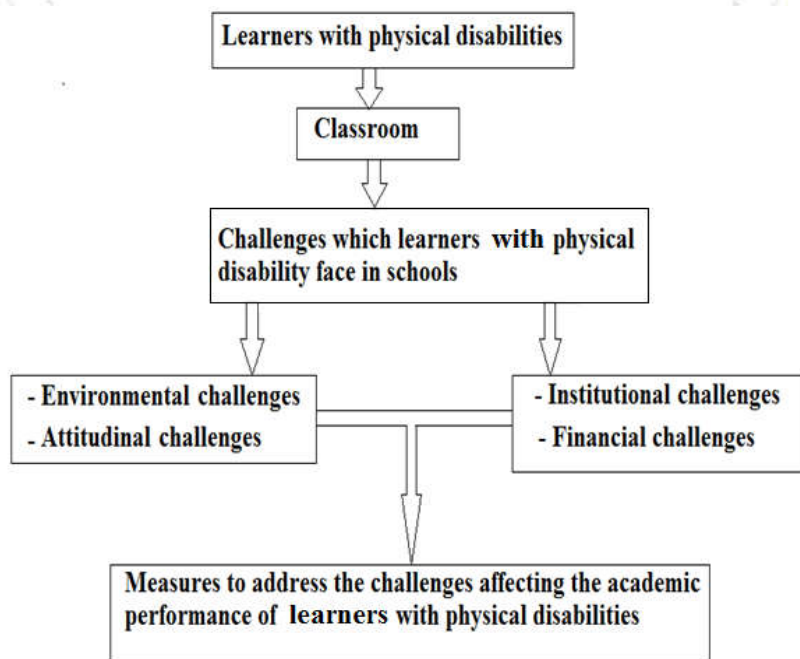 Learners with physical disabilities
Classroom
Challenges which learners with physical
disability face in schools
- Environmental challenges
- Attitudinal challenges
- Institutional challenges
- Financial challenges
Measures to address the challenges affecting the academic
performance of learners with physical disabilities